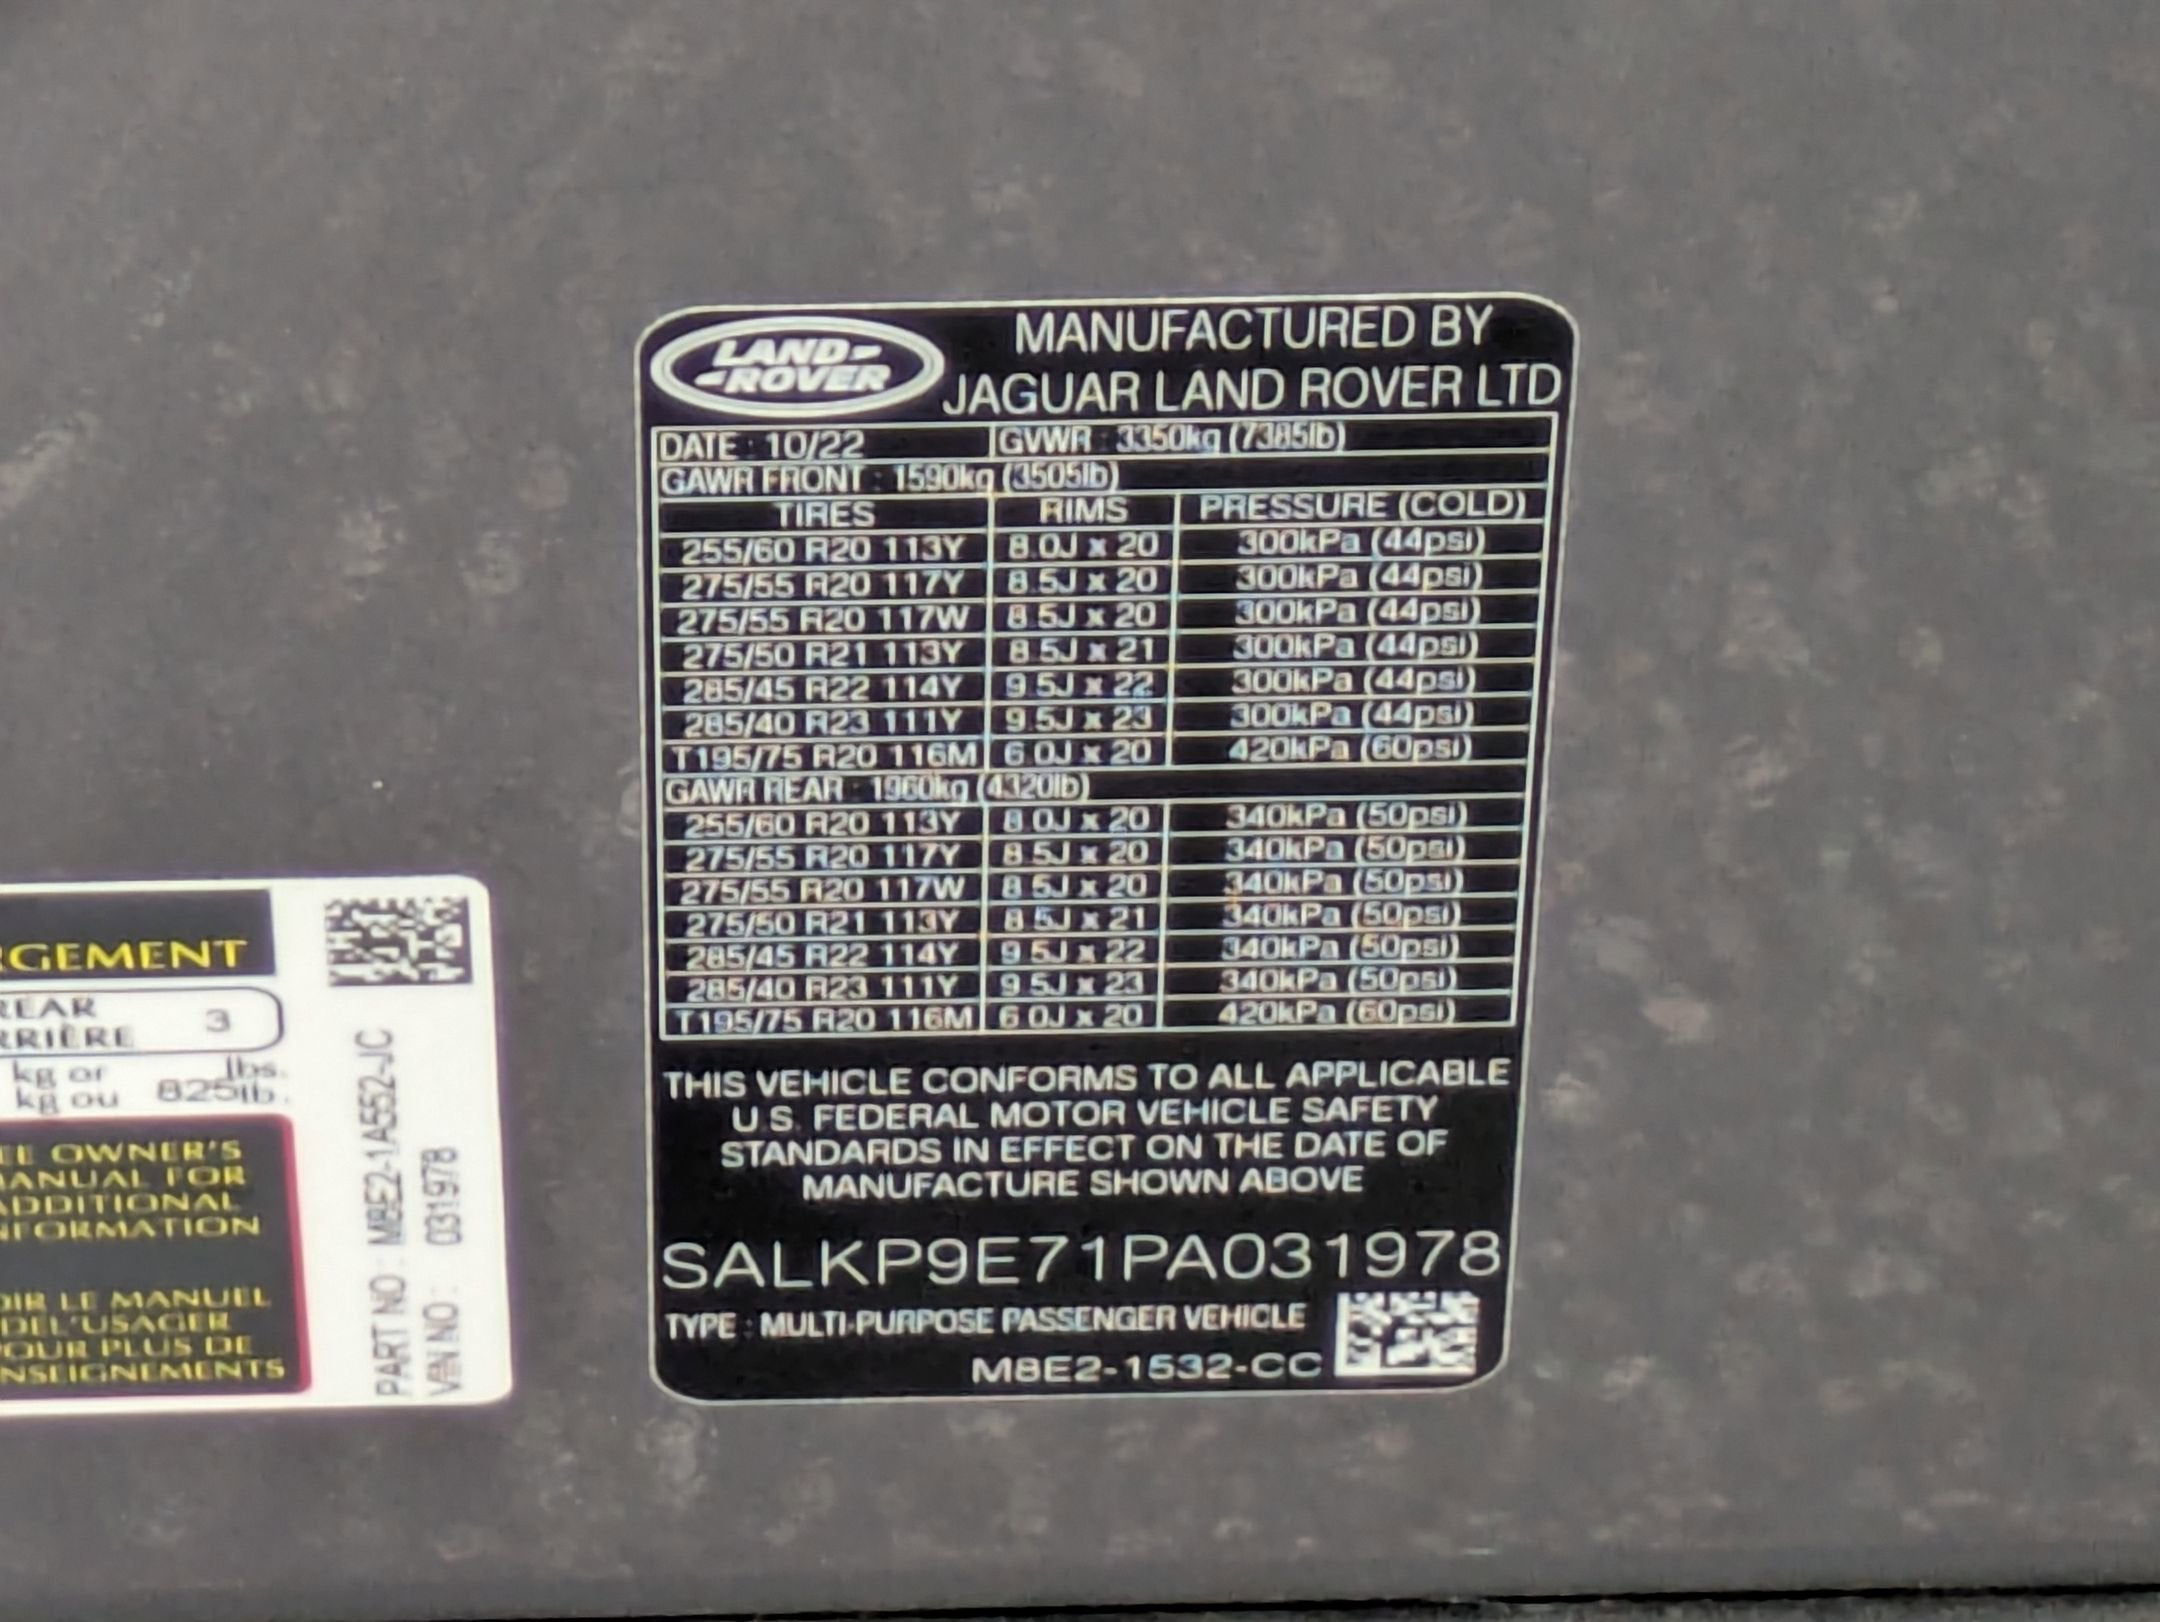 LAND-
-ROVER
MANUFACTURED BY
JAGUAR LAND ROVER LTD
DATE : 10/22 GVWR : 3350kg (7385lb)
GAWR FRONT : 1590kg (3505lb)
TIRES RIMS PRESSURE (COLD)
255/60 R20 113Y 8.0J x 20 300kPa (44psi)
275/55 R20 117Y 8.5J x 20 300kPa (44psi)
275/55 R20 117W 8.5J x 20 300kPa (44psi)
275/50 R21 113Y 8.5J x 21 300kPa (44psi)
285/45 R22 114Y 9.5J x 22 300kPa (44psi)
285/40 R23 111Y 9.5J x 23 300kPa (44psi)
T195/75 R20 116M 6.0J x 20 420kPa (60psi)
GAWR REAR : 1960kg (4320lb)
255/60 R20 113Y 8.0J x 20 340kPa (50psi)
275/55 R20 117Y 8.5J x 20 340kPa (50psi)
275/55 R20 117W 8.5J x 20 340kPa (50psi)
275/50 R21 113Y 8.5J x 21 340kPa (50psi)
285/45 R22 114Y 9.5J x 22 340kPa (50psi)
285/40 R23 111Y 9.5J x 23 340kPa (50psi)
T195/75 R20 116M 6.0J x 20 420kPa (60psi)
THIS VEHICLE CONFORMS TO ALL APPLICABLE
U.S. FEDERAL MOTOR VEHICLE SAFETY
STANDARDS IN EFFECT ON THE DATE OF
MANUFACTURE SHOWN ABOVE
SALKP9E71PA031978
TYPE : MULTI-PURPOSE PASSENGER VEHICLE
M8E2-1532-CC
RGEMENT
REAR
RRIÈRE 3
kg or lbs.
kg ou 825lb.
EE OWNER'S
MANUAL FOR
ADDITIONAL
NFORMATION
OIR LE MANUEL
DEL'USAGER
POUR PLUS DE
NSEIGNEMENTS
PART NO : M8E2-1A552-JC
VIN NO : 031978